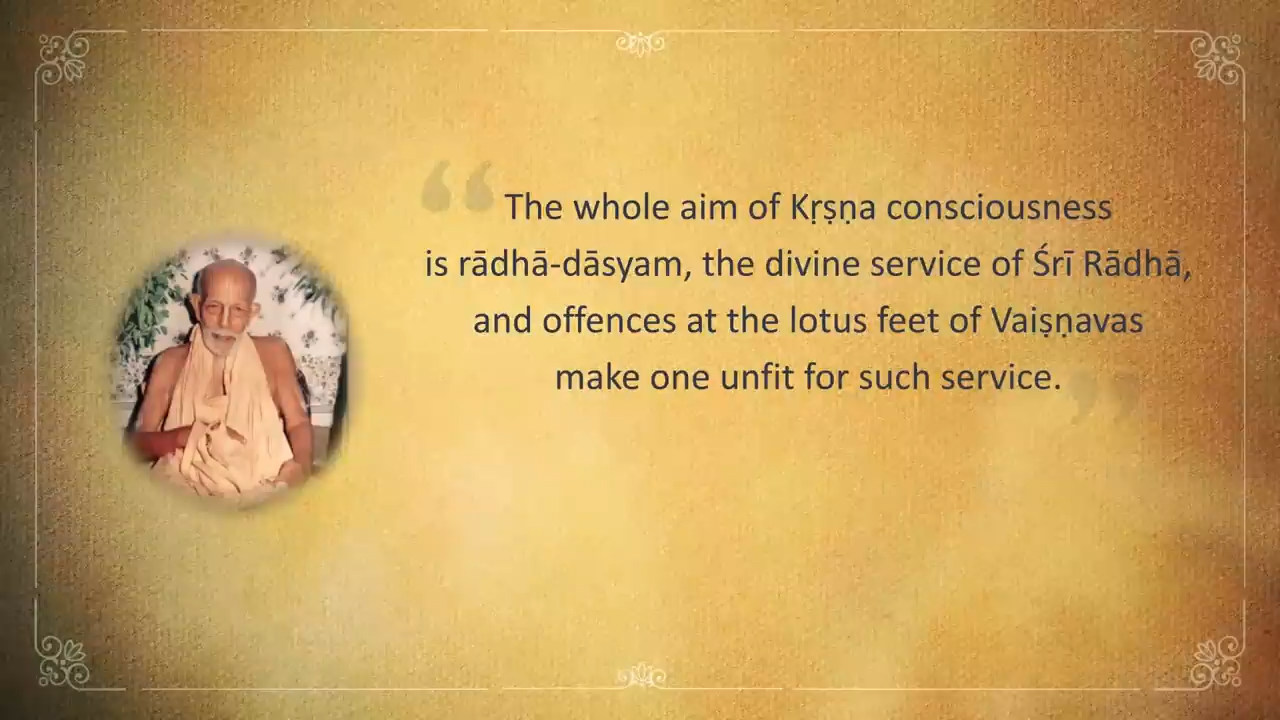 “The whole aim of Kṛṣṇa consciousness
is rādhā-dāsyam, the divine service of Śrī Rādhā,
and offences at the lotus feet of Vaiṣṇavas
make one unfit for such service.”